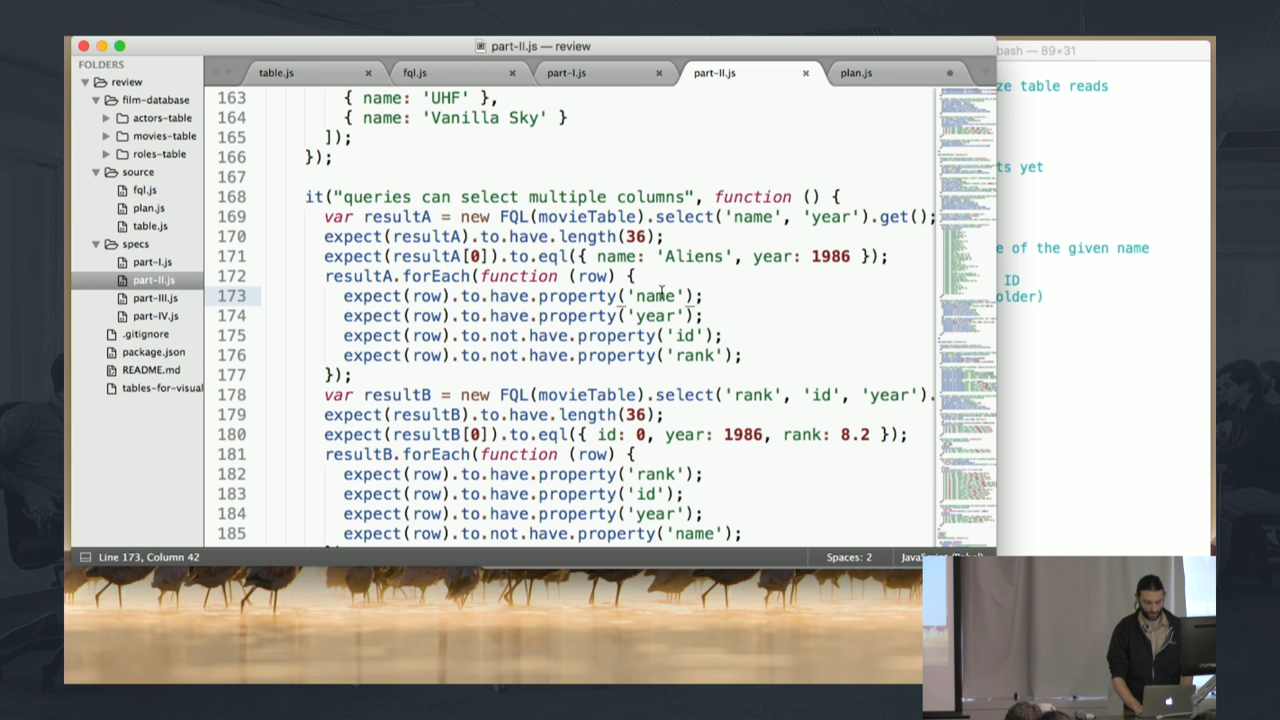 part-II.js — review
bash — 89×31
FOLDERS
review
film-database
actors-table
movies-table
roles-table
source
fql.js
plan.js
table.js
specs
part-I.js
part-II.js
part-III.js
part-IV.js
.gitignore
package.json
README.md
tables-for-visual
table.js
fql.js
part-I.js
part-II.js
plan.js
163 { name: 'UHF' },
164 { name: 'Vanilla Sky' }
165 ]);
166 });
167
168 it("queries can select multiple columns", function () {
169 var resultA = new FQL(movieTable).select('name', 'year').get();
170 expect(resultA).to.have.length(36);
171 expect(resultA[0]).to.eql({ name: 'Aliens', year: 1986 });
172 resultA.forEach(function (row) {
173 expect(row).to.have.property('name');
174 expect(row).to.have.property('year');
175 expect(row).to.not.have.property('id');
176 expect(row).to.not.have.property('rank');
177 });
178 var resultB = new FQL(movieTable).select('rank', 'id', 'year').
179 expect(resultB).to.have.length(36);
180 expect(resultB[0]).to.eql({ id: 0, year: 1986, rank: 8.2 });
181 resultB.forEach(function (row) {
182 expect(row).to.have.property('rank');
183 expect(row).to.have.property('id');
184 expect(row).to.have.property('year');
185 expect(row).to.not.have.property('name');
ze table reads
ts yet
e of the given name
ID
older)
Line 173, Column 42
Spaces: 2